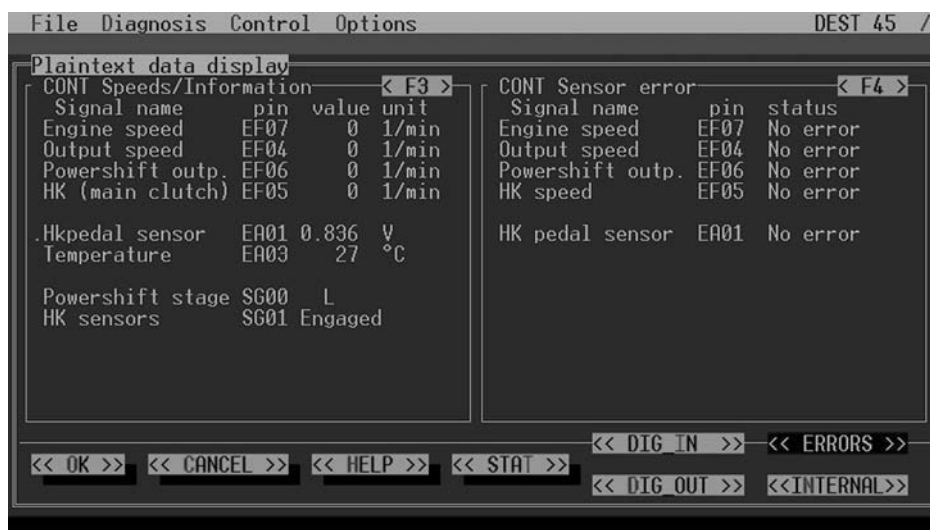 File Diagnosis Control Options DEST 45 /
Plaintext data display
CONT Speeds/Information < F3 >
Signal name pin value unit
Engine speed EF07 0 1/min
Output speed EF04 0 1/min
Powershift outp. EF06 0 1/min
HK (main clutch) EF05 0 1/min
.Hkpedal sensor EA01 0.836 V
Temperature EA03 27 °C
Powershift stage SG00 L
HK sensors SG01 Engaged
CONT Sensor error < F4 >
Signal name pin status
Engine speed EF07 No error
Output speed EF04 No error
Powershift outp. EF06 No error
HK speed EF05 No error
HK pedal sensor EA01 No error
<< DIG_IN >> << ERRORS >>
<< OK >> << CANCEL >> << HELP >> << STAT >>
<< DIG_OUT >> <<INTERNAL>>